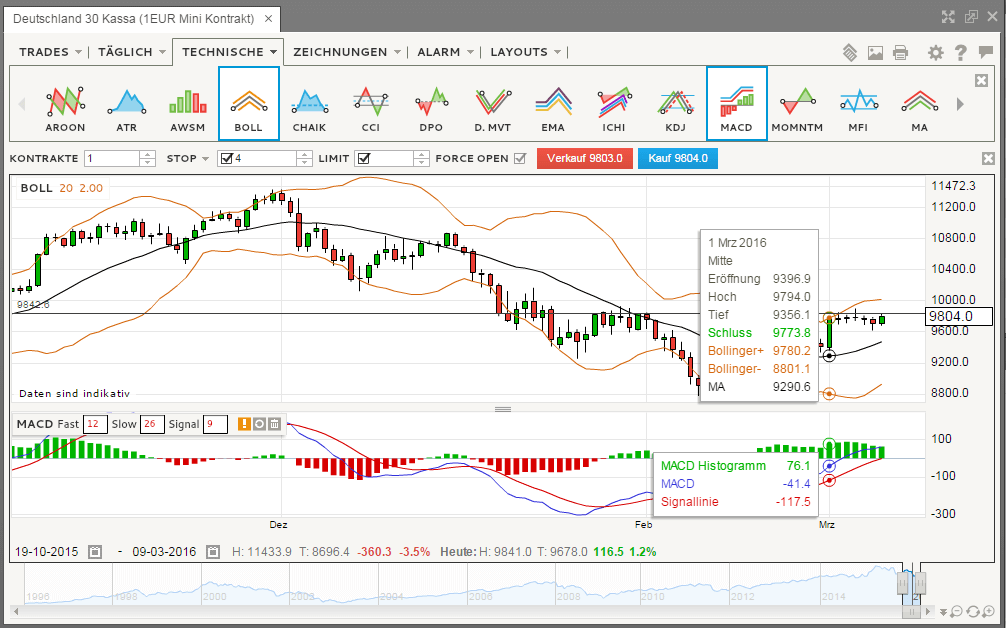 Deutschland 30 Kassa (1EUR Mini Kontrakt) ×
TRADES TÄGLICH TECHNISCHE ZEICHNUNGEN ALARM LAYOUTS
AROON ATR AWSM BOLL CHAIK CCI DPO D. MVT EMA ICHI KDJ MACD MOMNTM MFI MA
KONTRAKTE 1 STOP 4 LIMIT FORCE OPEN Verkauf 9803.0 Kauf 9804.0
BOLL 20 2.00
11472.3
11200.0
10800.0
10400.0
10000.0
9804.0
9600.0
9200.0
8800.0
9842.6
1 Mrz 2016
Mitte
Eröffnung 9396.9
Hoch 9794.0
Tief 9356.1
Schluss 9773.8
Bollinger+ 9780.2
Bollinger- 8801.1
MA 9290.6
Daten sind indikativ
MACD Fast 12 Slow 26 Signal 9
100
-100
-300
MACD Histogramm 76.1
MACD -41.4
Signallinie -117.5
Dez Feb Mrz
19-10-2015 - 09-03-2016 H: 11433.9 T: 8696.4 -360.3 -3.5% Heute: H: 9841.0 T: 9678.0 116.5 1.2%
1996 1998 2000 2002 2004 2006 2008 2010 2012 2014